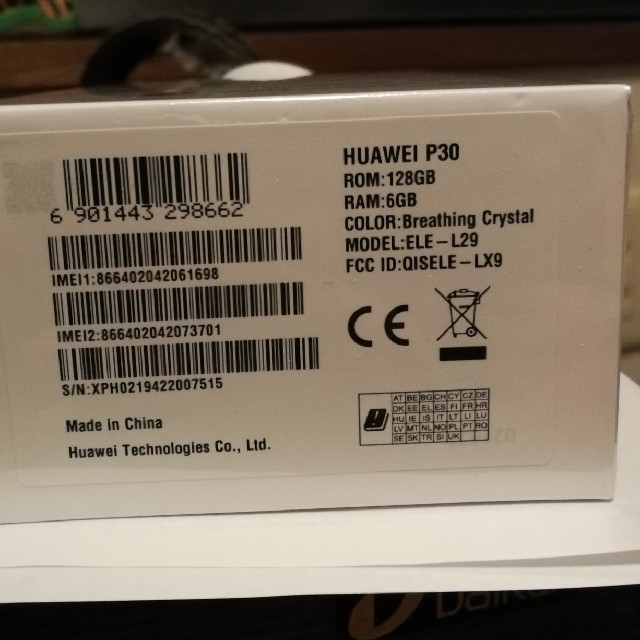 6 901443 298662
IMEI1:866402042061698
IMEI2:866402042073701
S/N:XPH0219422007515
Made in China
Huawei Technologies Co., Ltd.
HUAWEI P30
ROM:128GB
RAM:6GB
COLOR:Breathing Crystal
MODEL:ELE-L29
FCC ID:QISELE-LX9
CE
AT BE BG CH CY CZ DE
DK EE EL ES FI FR HR
HU IE IS IT LT LI LU
LV MT NL NO PL PT RO
SE SK TR SI UK